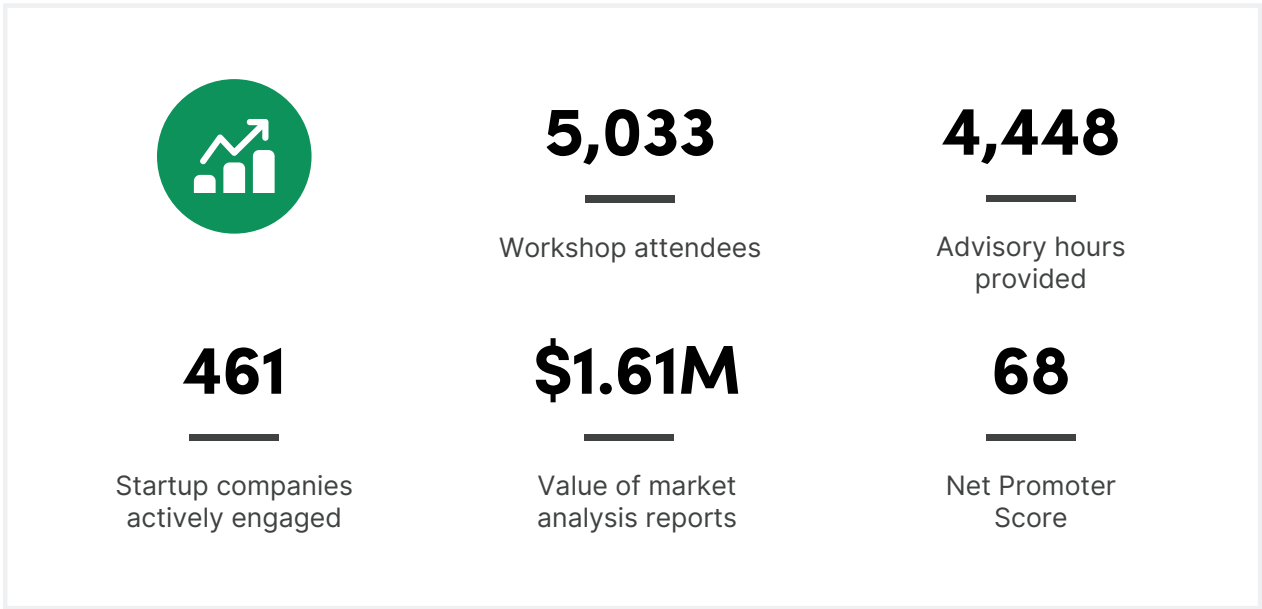 5,033
Workshop attendees
4,448
Advisory hours
provided
461
Startup companies
actively engaged
$1.61M
Value of market
analysis reports
68
Net Promoter
Score